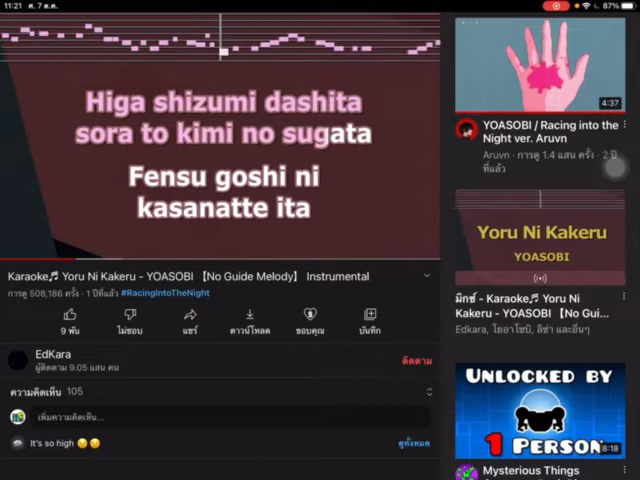 11:21 ศ. 7 ต.ค.
87%
Higa shizumi dashita
sora to kimi no sugata
Fensu goshi ni
kasanatte ita
Karaoke♬ Yoru Ni Kakeru - YOASOBI 【No Guide Melody】 Instrumental
การดู 508,186 ครั้ง · 1 ปีที่แล้ว #RacingIntoTheNight
9 พัน
ไม่ชอบ
แชร์
ดาวน์โหลด
ขอบคุณ
บันทึก
EdKara
ผู้ติดตาม 9.05 แสน คน
ติดตาม
ความคิดเห็น 105
เพิ่มความคิดเห็น...
It's so high
ดูทั้งหมด
4:37
YOASOBI / Racing into the
Night ver. Aruvn
Aruvn · การดู 1.4 แสน ครั้ง · 2 ปี
ที่แล้ว
Yoru Ni Kakeru
YOASOBI
มิกซ์ - Karaoke♬ Yoru Ni
Kakeru - YOASOBI 【No Gui...
Edkara, โยอาโซบิ, ลิซ่า และอื่นๆ
UNLOCKED BY
1 PERSON
8:18
Mysterious Things